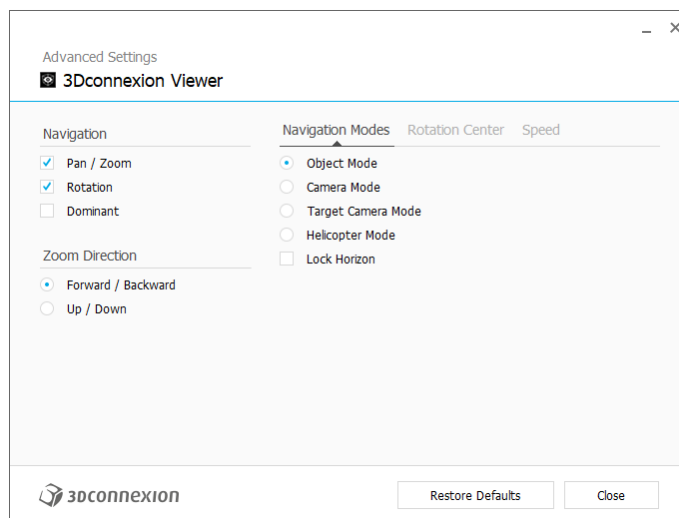 Advanced Settings
3Dconnexion Viewer
Navigation
Pan / Zoom
Rotation
Dominant
Zoom Direction
Forward / Backward
Up / Down
Navigation Modes Rotation Center Speed
Object Mode
Camera Mode
Target Camera Mode
Helicopter Mode
Lock Horizon
3Dconnexion
Restore Defaults Close